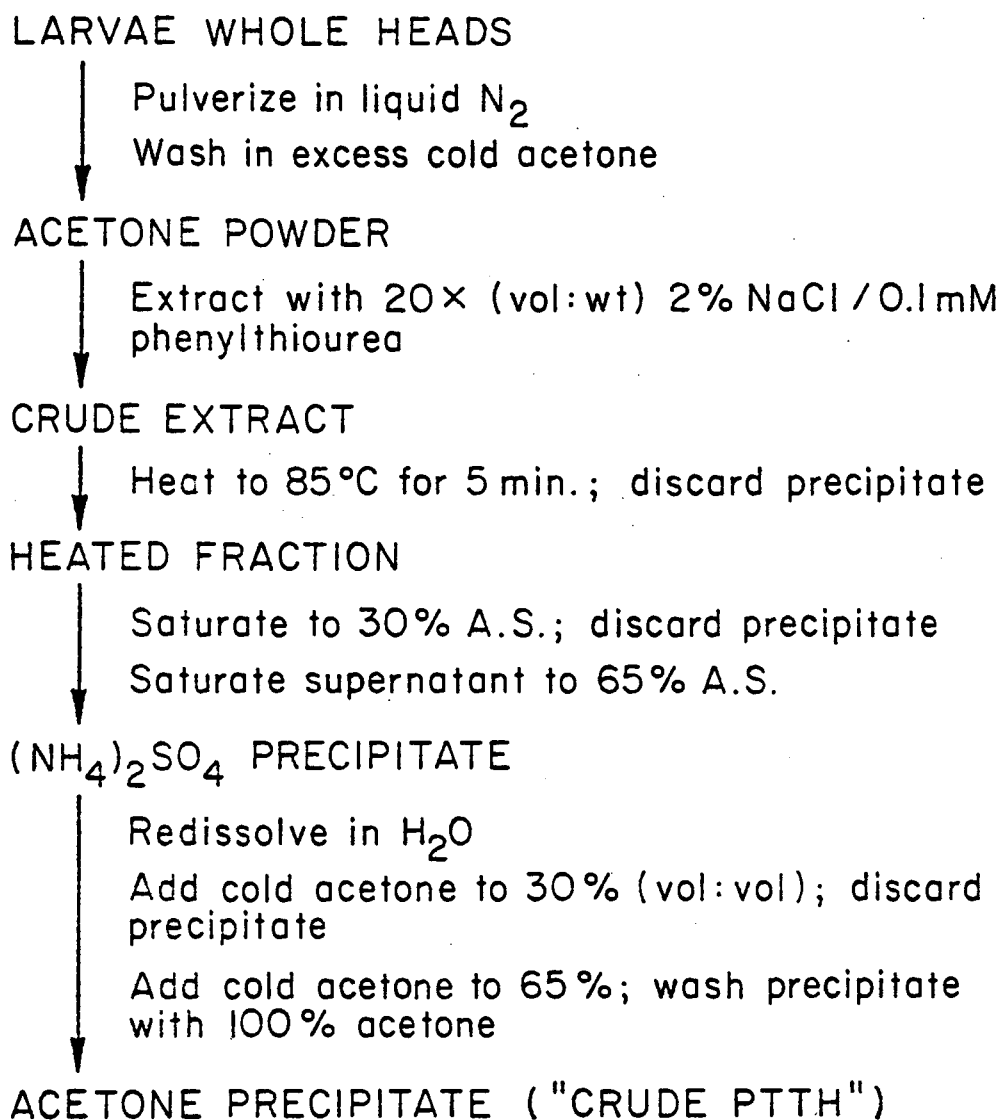 LARVAE WHOLE HEADS
Pulverize in liquid N₂
Wash in excess cold acetone
ACETONE POWDER
Extract with 20× (vol:wt) 2% NaCl/0.1mM
phenylthiourea
CRUDE EXTRACT
Heat to 85°C for 5 min.; discard precipitate
HEATED FRACTION
Saturate to 30% A.S.; discard precipitate
Saturate supernatant to 65% A.S.
(NH₄)₂SO₄ PRECIPITATE
Redissolve in H₂O
Add cold acetone to 30% (vol:vol); discard
precipitate
Add cold acetone to 65%; wash precipitate
with 100% acetone
ACETONE PRECIPITATE ("CRUDE PTTH")